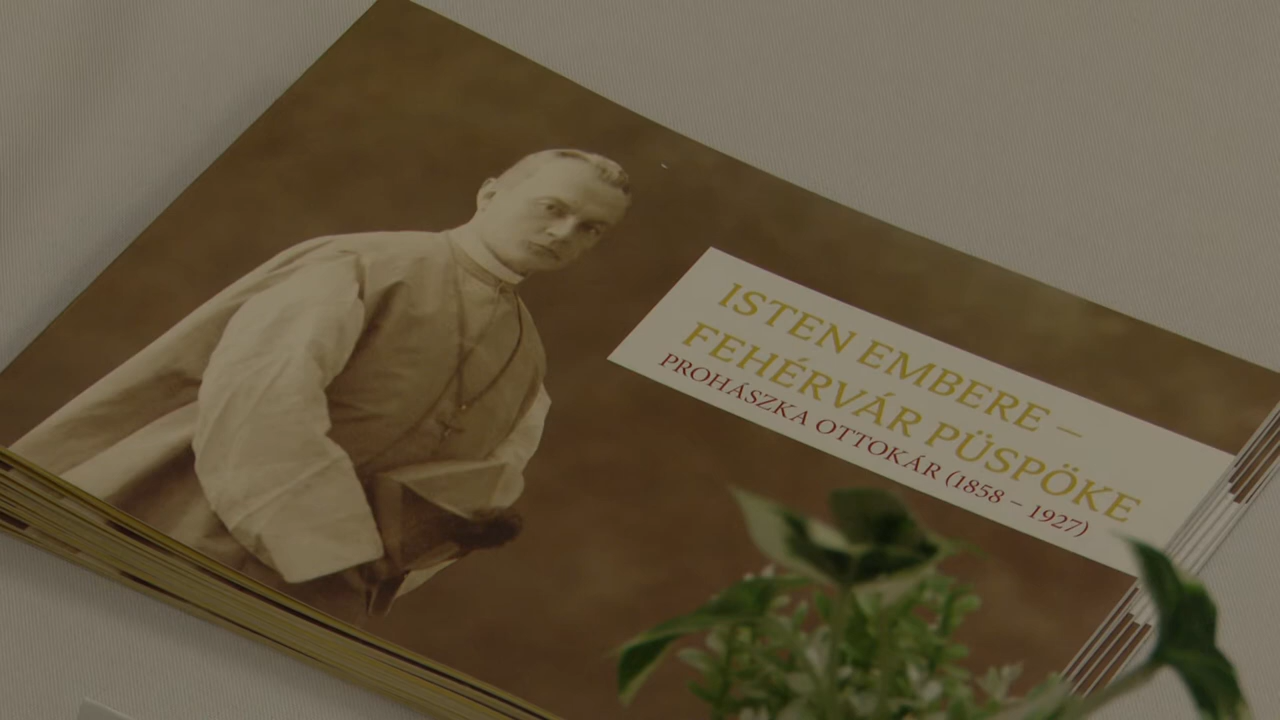 ISTEN EMBERE –
FEHÉRVÁR PÜSPÖKE
PROHÁSZKA OTTOKÁR (1858 – 1927)